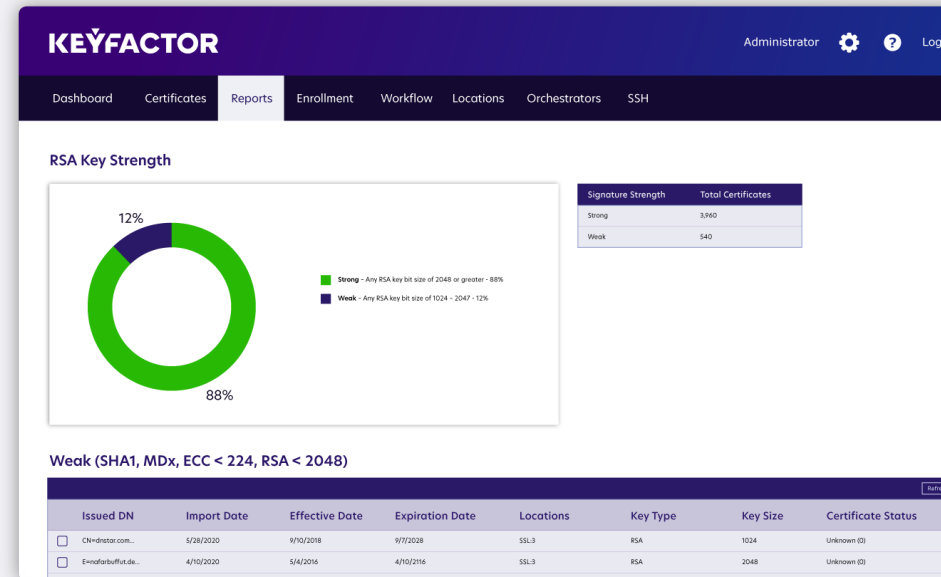 KEYFACTOR
Administrator
Log
Dashboard Certificates Reports Enrollment Workflow Locations Orchestrators SSH
RSA Key Strength
12%
88%
Strong - Any RSA key bit size of 2048 or greater - 88%
Weak - Any RSA key bit size of 1024 – 2047 - 12%
Signature Strength Total Certificates
Strong 3,960
Weak 540
Weak (SHA1, MDx, ECC < 224, RSA < 2048)
Refre
Issued DN Import Date Effective Date Expiration Date Locations Key Type Key Size Certificate Status
CN=dnstar.com... 5/28/2020 9/10/2018 9/7/2028 SSL:3 RSA 1024 Unknown (0)
E=nafarbuffut.de... 4/10/2020 5/4/2016 4/10/2116 SSL:3 RSA 2048 Unknown (0)